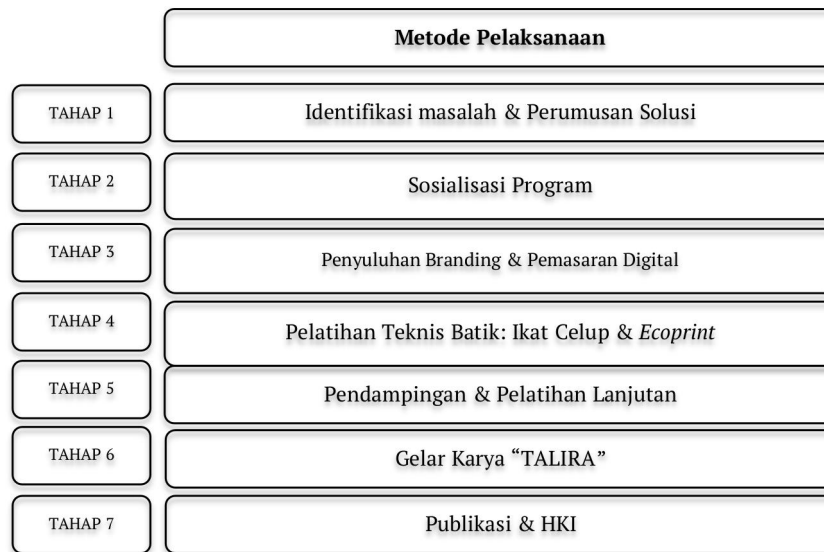 Metode Pelaksanaan
TAHAP 1
Identifikasi masalah & Perumusan Solusi
TAHAP 2
Sosialisasi Program
TAHAP 3
Penyuluhan Branding & Pemasaran Digital
TAHAP 4
Pelatihan Teknis Batik: Ikat Celup & Ecoprint
TAHAP 5
Pendampingan & Pelatihan Lanjutan
TAHAP 6
Gelar Karya “TALIRA”
TAHAP 7
Publikasi & HKI